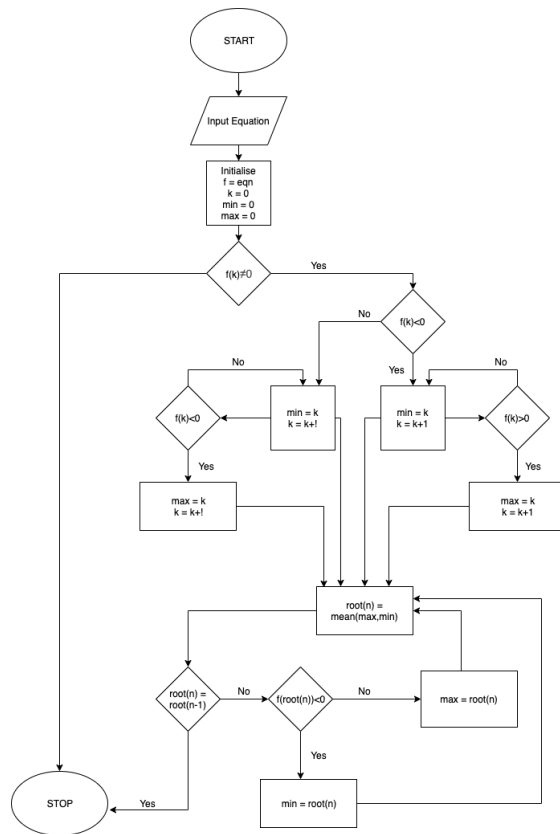 START
Input Equation
Initialise
f = eqn
k = 0
min = 0
max = 0
f(k)≠0
Yes
f(k)<0
No
Yes
No
f(k)<0
min = k
k = k+!
min = k
k = k+1
No
f(k)>0
Yes
max = k
k = k+!
Yes
max = k
k = k+1
root(n) =
mean(max,min)
root(n) =
root(n-1)
No
f(root(n))<0
No
max = root(n)
Yes
min = root(n)
Yes
STOP